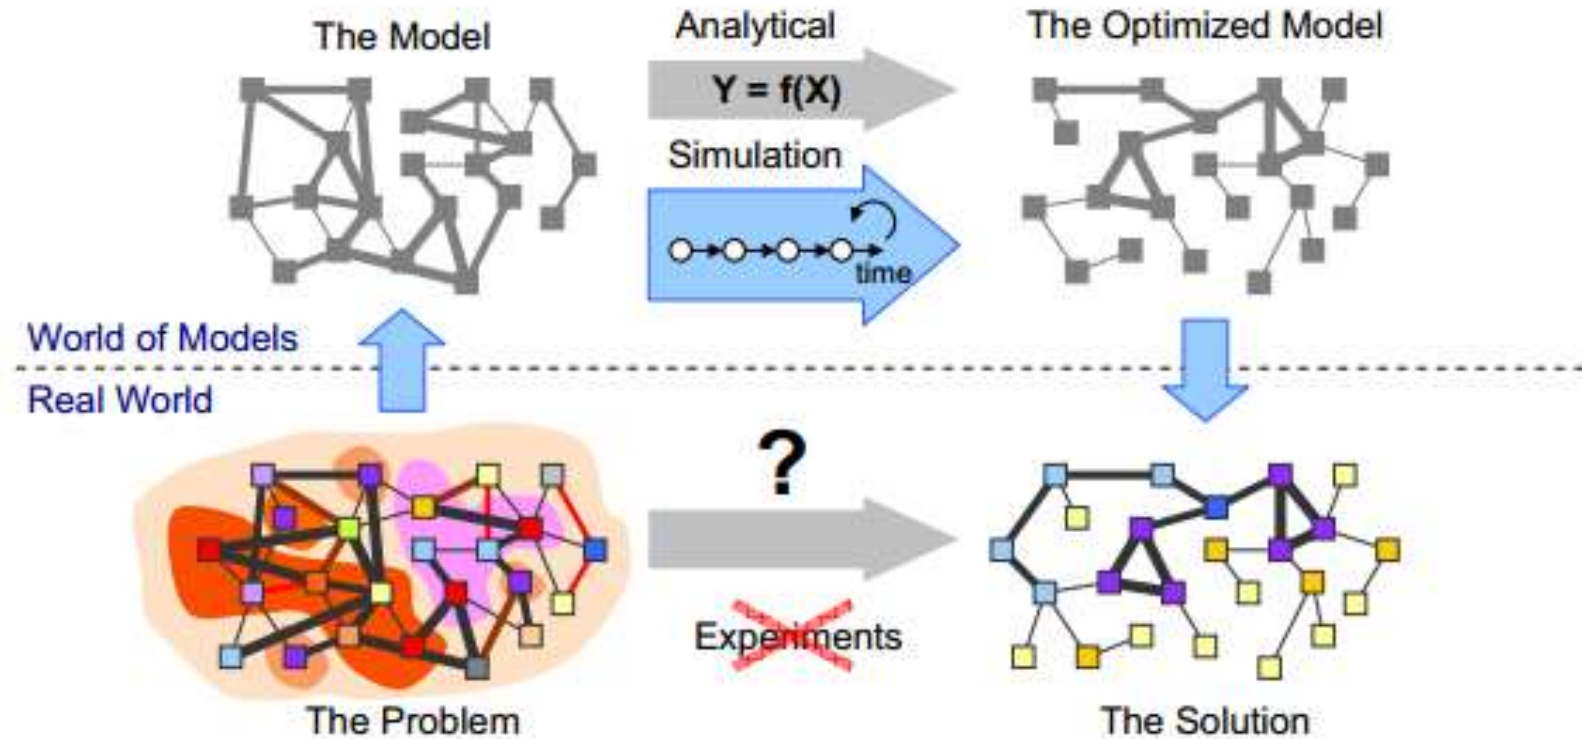 The Model
Analytical
The Optimized Model
Y = f(X)
Simulation
time
World of Models
Real World
?
Experiments
The Problem
The Solution